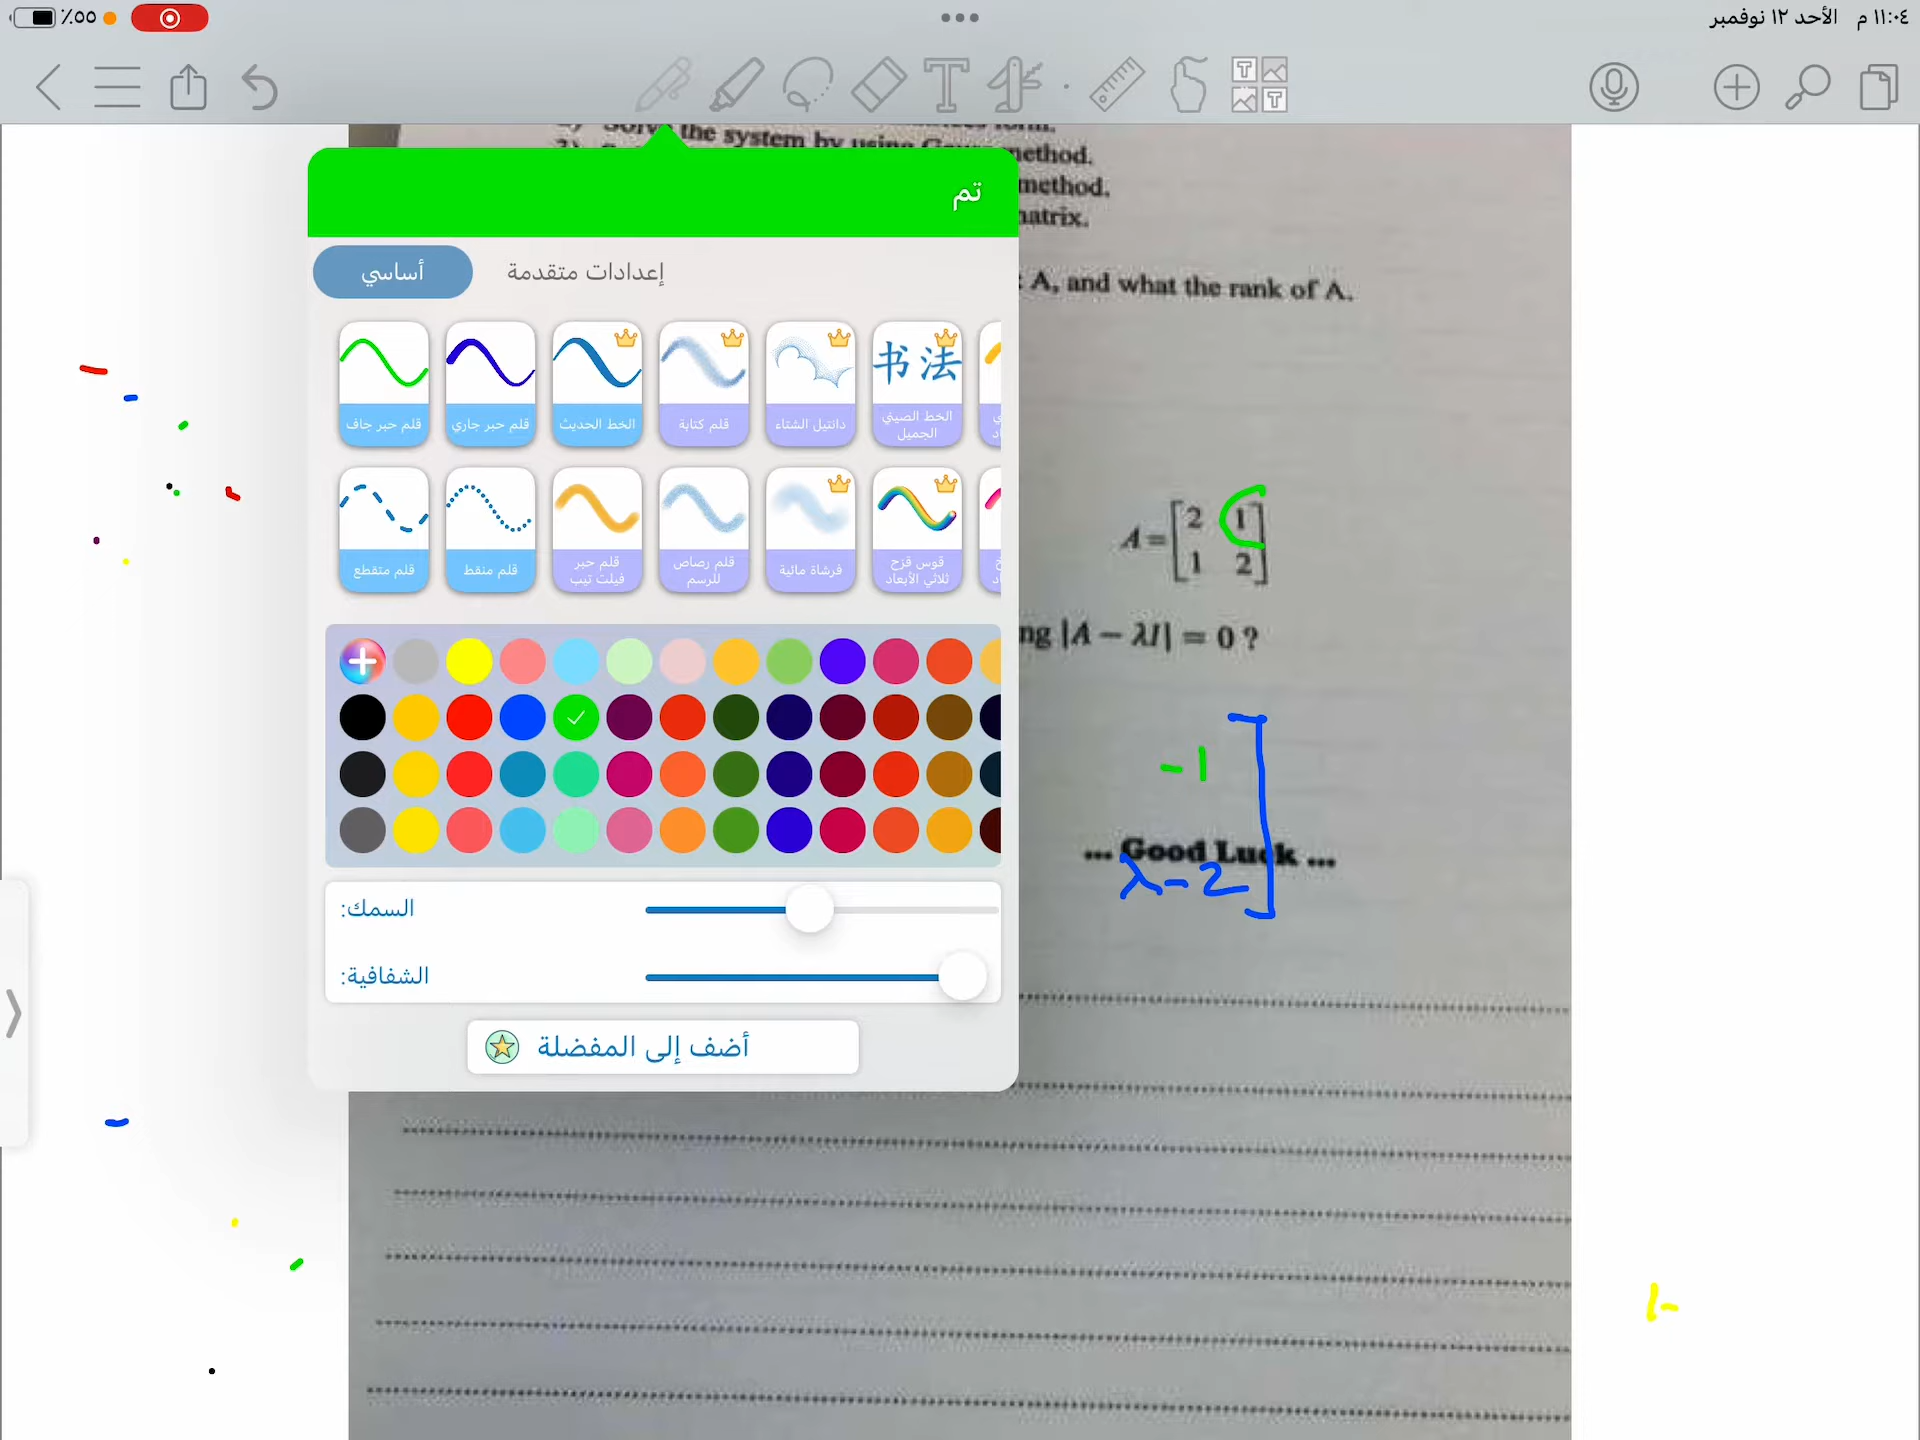 ٪٥٥
١١:٠٤ م الأحد ١٢ نوفمبر
the system by using
method.
method.
A, and what the rank of A.
تم
أساسي
إعدادات متقدمة
قلم حبر جاف
قلم حبر جاري
الخط الحديث
قلم كتابة
دانتيل الشتاء
书法
الخط الصيني الجميل
قلم متقطع
قلم منقط
قلم حبر فيلت تيب
قلم رصاص للرسم
فرشاة مائية
قوس قزح ثلاثي الأبعاد
A = [2 1
1 2]
|A − λI| = 0 ?
-1
... Good Luck ...
λ-2
السمك:
الشفافية:
أضف إلى المفضلة